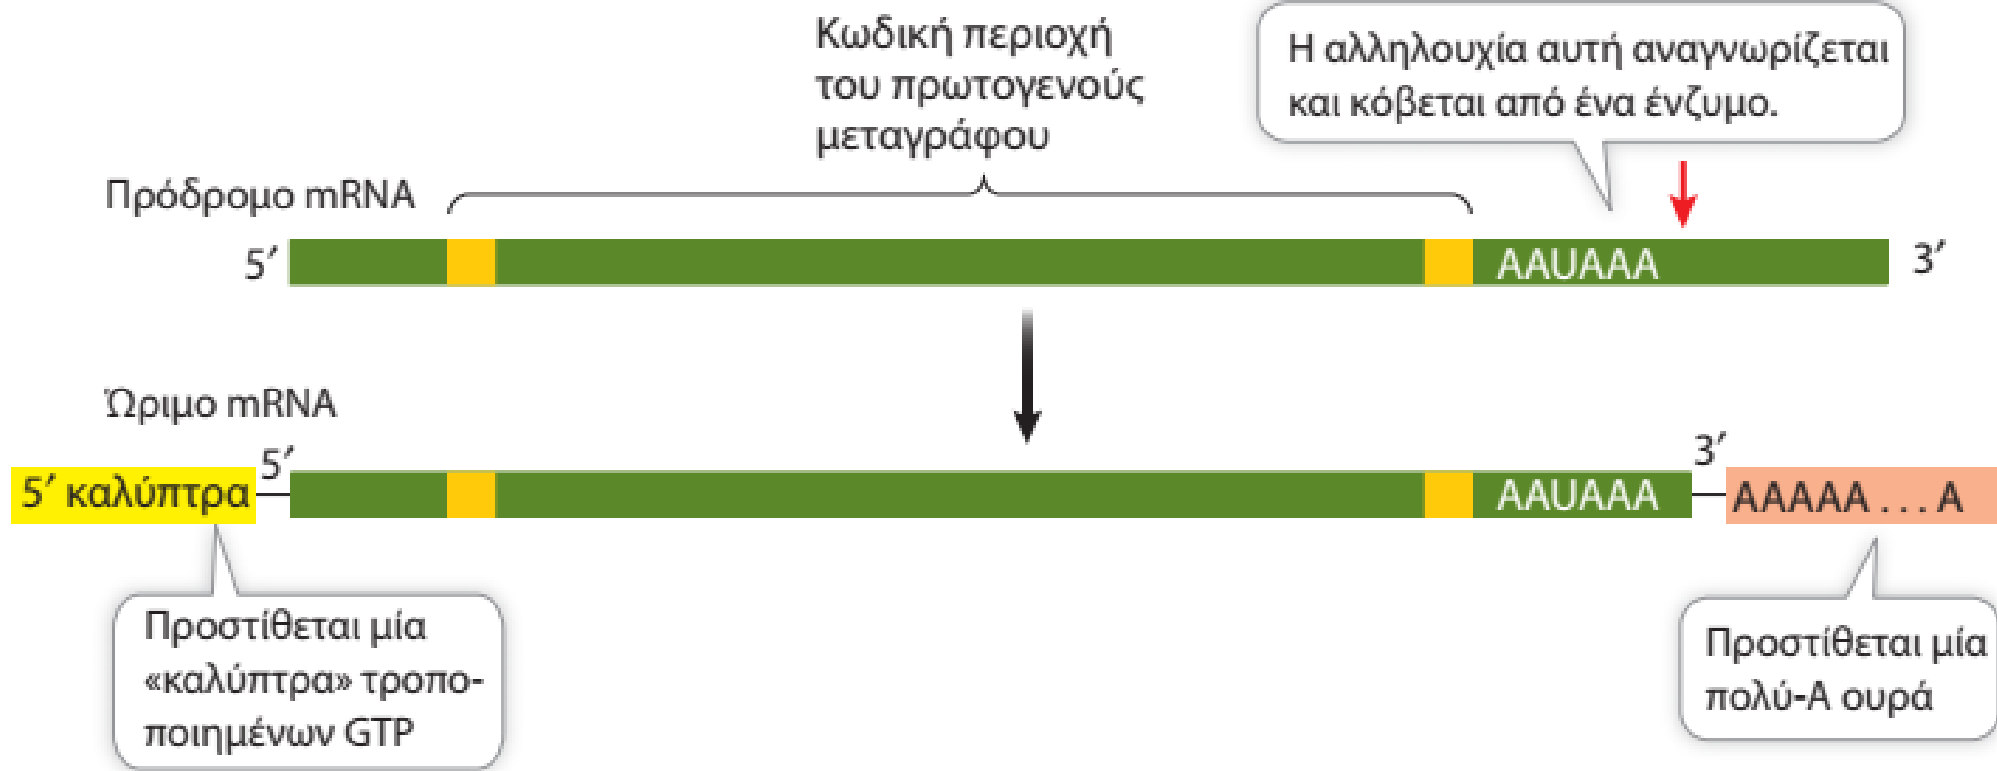 Κωδική περιοχή
του πρωτογενούς
μεταγράφου
Η αλληλουχία αυτή αναγνωρίζεται
και κόβεται από ένα ένζυμο.
Πρόδρομο mRNA
5′ AAUAAA 3′
Ώριμο mRNA
5′ 3′
5′ καλύπτρα AAUAAA AAAAA . . . A
Προστίθεται μία
«καλύπτρα» τροπο-
ποιημένων GTP
Προστίθεται μία
πολύ-Α ουρά